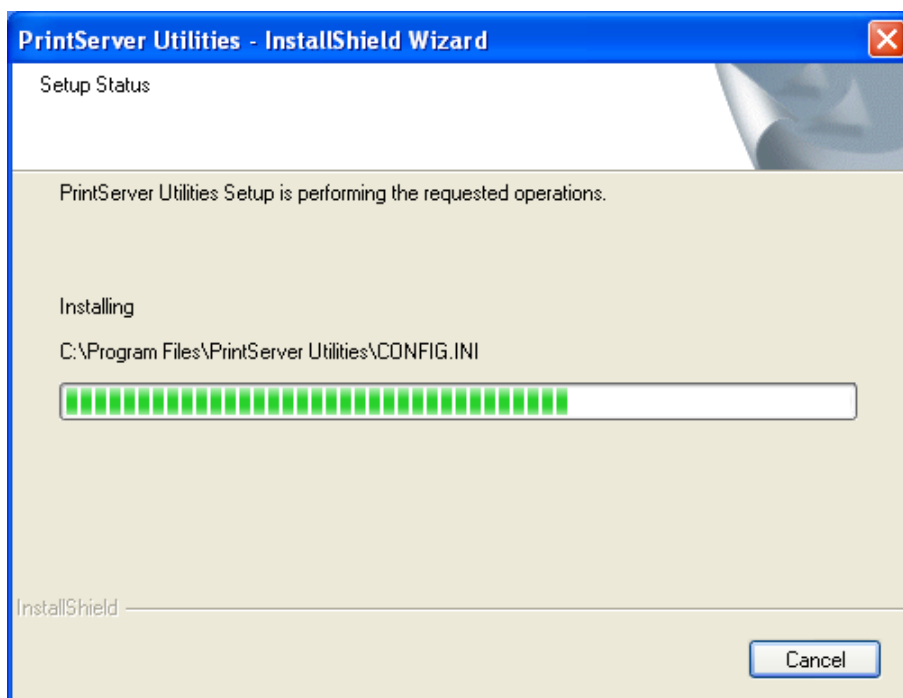 PrintServer Utilities - InstallShield Wizard
Setup Status
PrintServer Utilities Setup is performing the requested operations.
Installing
C:\Program Files\PrintServer Utilities\CONFIG.INI
InstallShield
Cancel